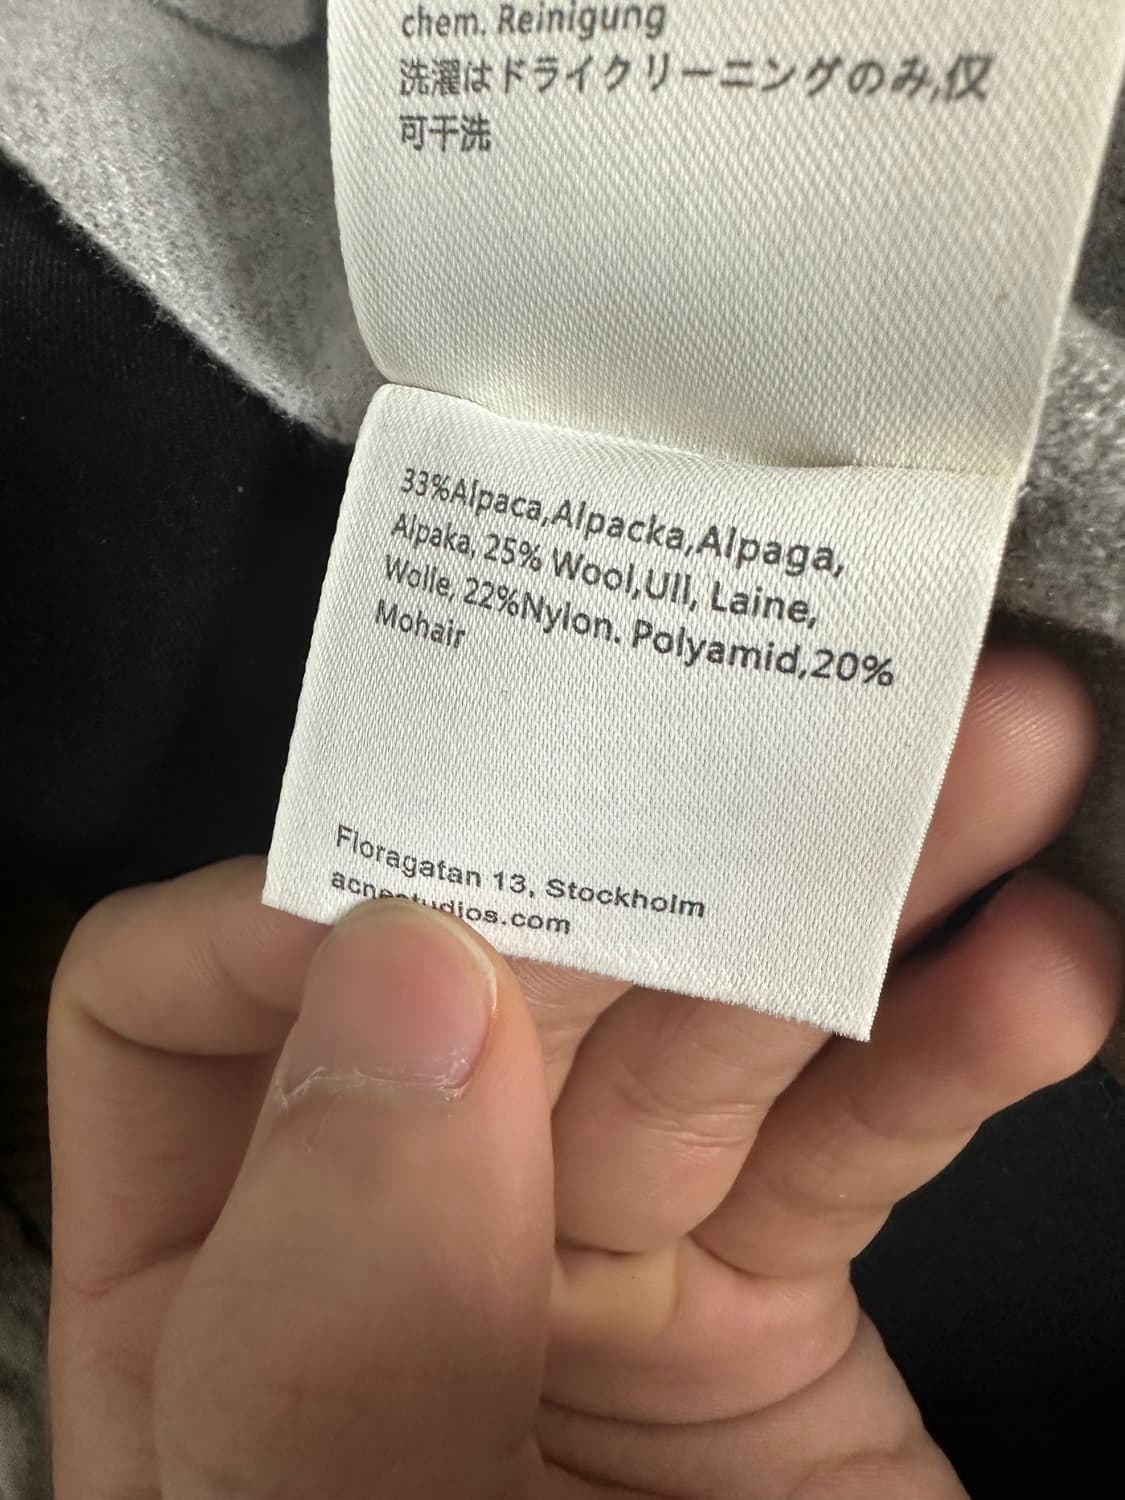 chem. Reinigung
洗濯はドライクリーニングのみ,仅
可干洗
33%Alpaca,Alpacka,Alpaga,
Alpaka, 25% Wool,Ull, Laine,
Wolle, 22%Nylon. Polyamid,20%
Mohair
Floragatan 13, Stockholm
acnestudios.com